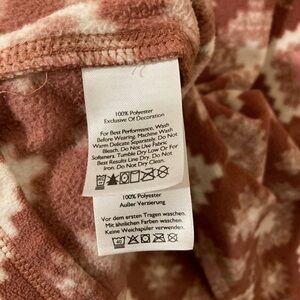 100% Polyester
Exclusive Of Decoration
For Best Performance, Wash
Before Wearing. Machine Wash
Warm Delicate Separately. Do Not
Bleach. Do Not Use Fabric
Softeners. Tumble Dry Low Or For
Best Results Line Dry. Do Not
Iron. Do Not Dry Clean.
100% Polyester
Außer Verzierung
Vor dem ersten Tragen waschen.
Mit ähnlichen Farben waschen.
Keine Weichspüler verwenden.